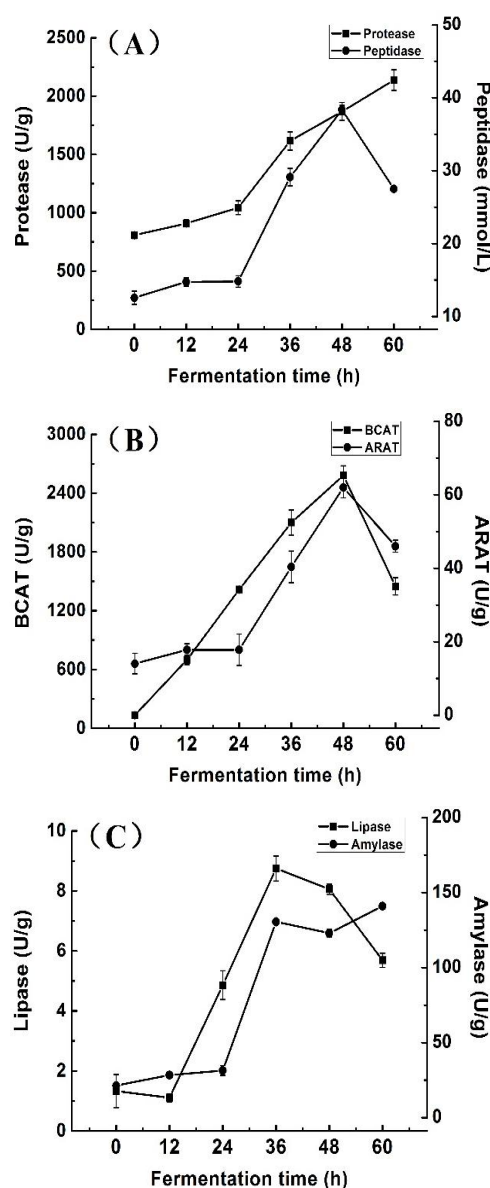 (A)
Protease
Peptidase
2500
2000
1500
1000
500
0
Protease (U/g)
50
40
30
20
10
Peptidase (mmol/L)
0 12 24 36 48 60
Fermentation time (h)
(B)
BCAT
ARAT
3000
2400
1800
1200
600
0
BCAT (U/g)
80
60
40
20
0
ARAT (U/g)
0 12 24 36 48 60
Fermentation time (h)
(C)
Lipase
Amylase
10
8
6
4
2
0
Lipase (U/g)
200
150
100
50
0
Amylase (U/g)
0 12 24 36 48 60
Fermentation time (h)